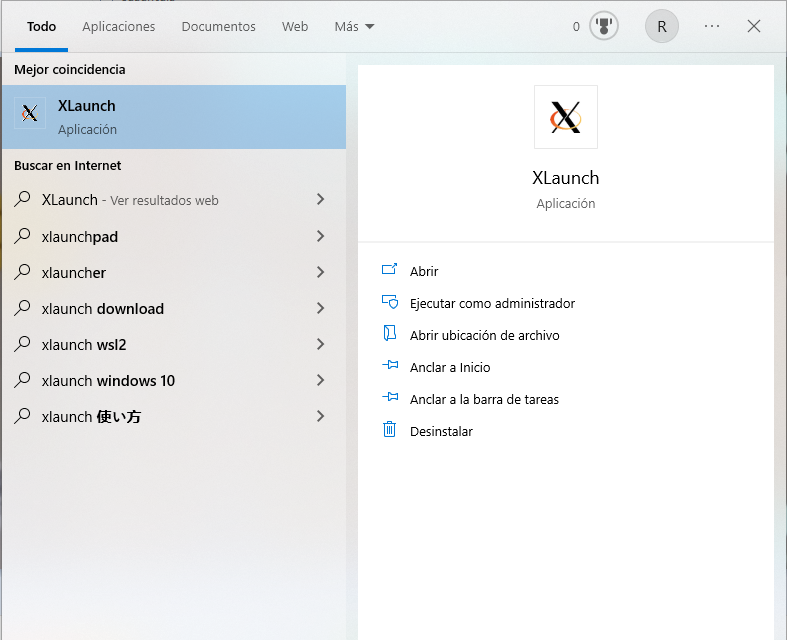 Todo Aplicaciones Documentos Web Más 0 R
Mejor coincidencia
XLaunch
Aplicación
Buscar en Internet
XLaunch - Ver resultados web
xlaunchpad
xlauncher
xlaunch download
xlaunch wsl2
xlaunch windows 10
xlaunch 使い方
XLaunch
Aplicación
Abrir
Ejecutar como administrador
Abrir ubicación de archivo
Anclar a Inicio
Anclar a la barra de tareas
Desinstalar